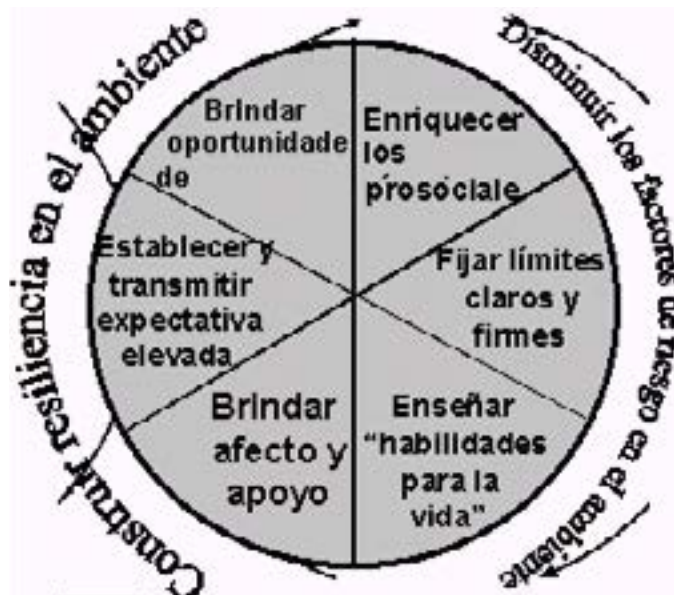 Construir resiliencia en el ambiente
Disminuír los factores de riesgo en el ambiente
Brindar
oportunidade
de
Enriquecer
los
prosociale
Establecer y
transmitir
expectativa
elevada
Fijar límites
claros y
firmes
Brindar
afecto y
apoyo
Enseñar
“habilidades
para la
vida”